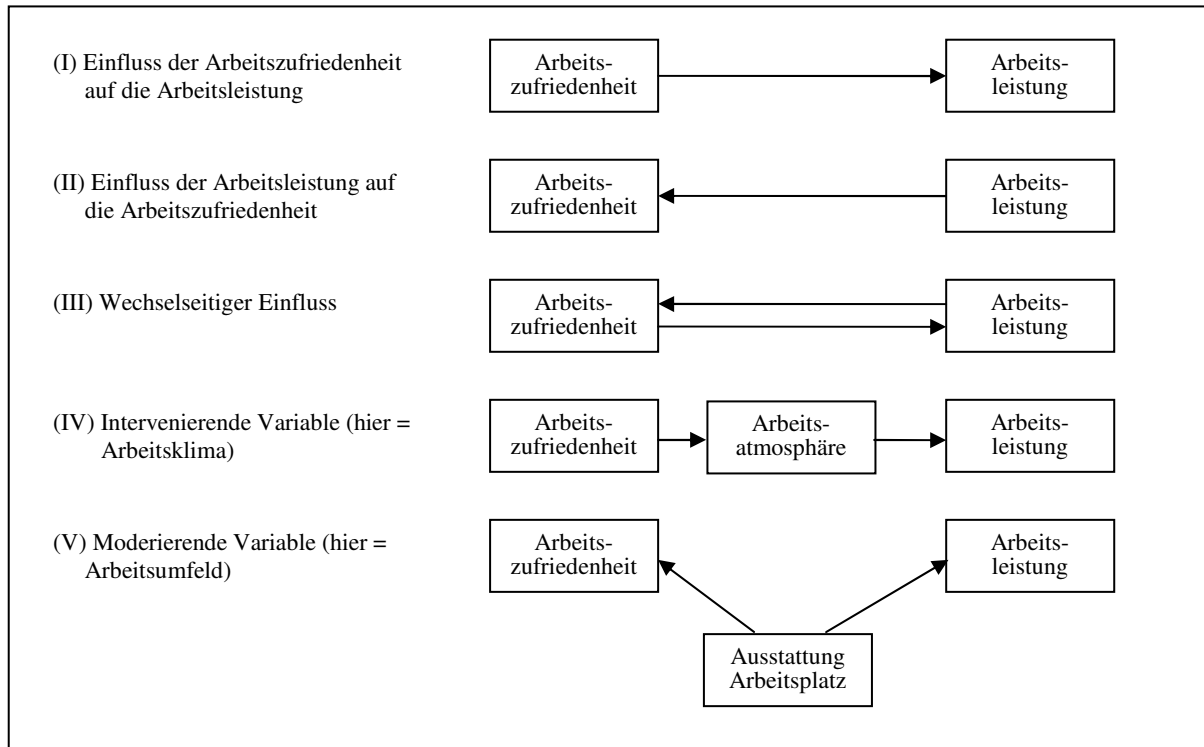 (I) Einfluss der Arbeitszufriedenheit
auf die Arbeitsleistung
Arbeits-
zufriedenheit
Arbeits-
leistung
(II) Einfluss der Arbeitsleistung auf
die Arbeitszufriedenheit
Arbeits-
zufriedenheit
Arbeits-
leistung
(III) Wechselseitiger Einfluss
Arbeits-
zufriedenheit
Arbeits-
leistung
(IV) Intervenierende Variable (hier =
Arbeitsklima)
Arbeits-
zufriedenheit
Arbeits-
atmosphäre
Arbeits-
leistung
(V) Moderierende Variable (hier =
Arbeitsumfeld)
Arbeits-
zufriedenheit
Arbeits-
leistung
Ausstattung
Arbeitsplatz